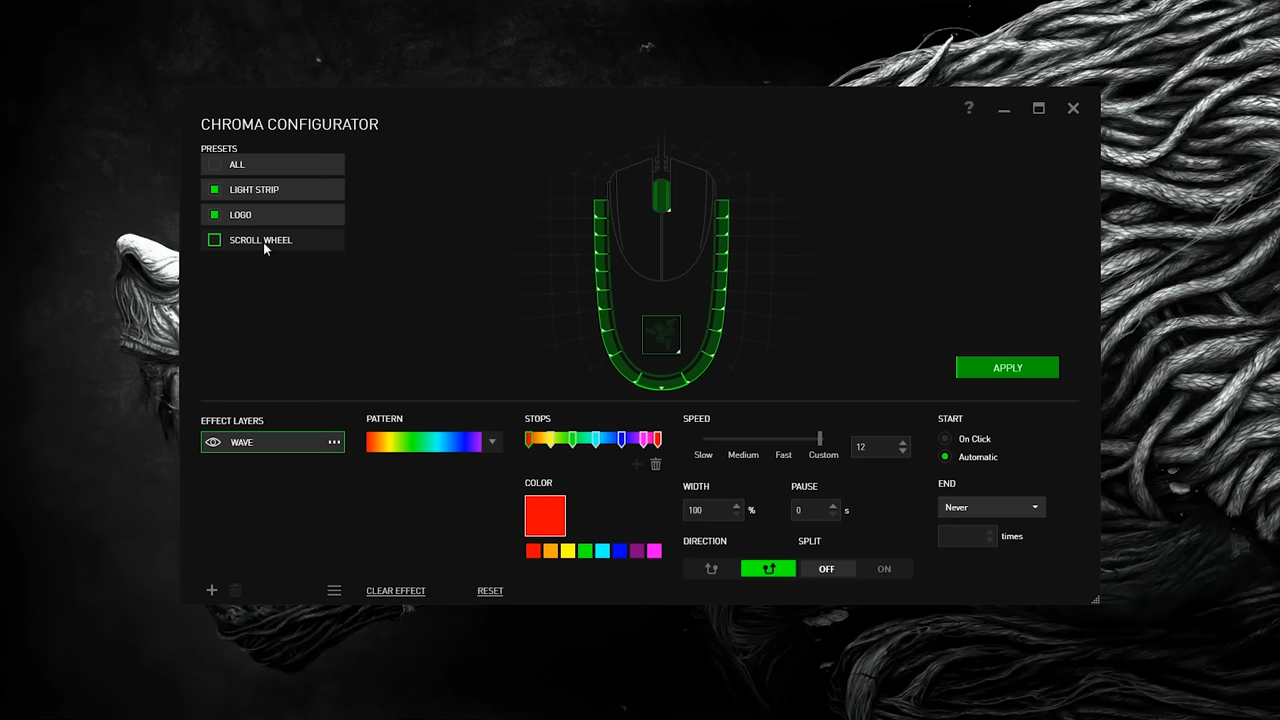 ?
CHROMA CONFIGURATOR
PRESETS
ALL
LIGHT STRIP
LOGO
SCROLL WHEEL
APPLY
EFFECT LAYERS
WAVE
PATTERN
STOPS
COLOR
SPEED
Slow Medium Fast Custom
12
WIDTH
100 %
PAUSE
0 s
DIRECTION
SPLIT
OFF ON
START
On Click
Automatic
END
Never
times
CLEAR EFFECT
RESET